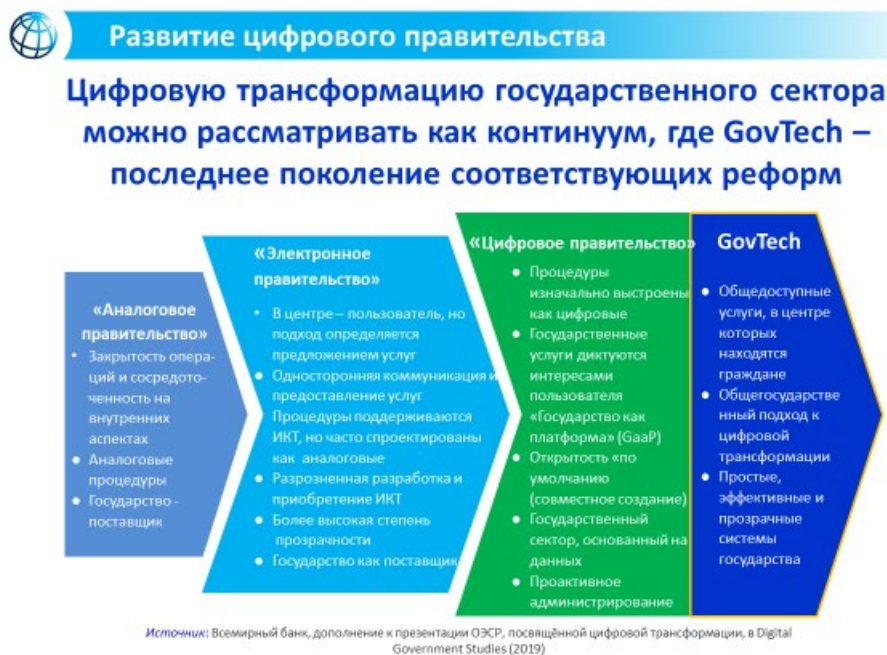 Развитие цифрового правительства
Цифровую трансформацию государственного сектора
можно рассматривать как континуум, где GovTech –
последнее поколение соответствующих реформ
«Аналоговое
правительство»
• Закрытость опера-
ций и сосредото-
ченность на
внутренних
аспектах
● Аналоговые
процедуры
● Государство -
поставщик
«Электронное
правительство»
• В центре – пользователь, но
подход определяется
предложением услуг
● Односторонняя коммуникация и
предоставление услуг
Процедуры поддерживаются
ИКТ, но часто спроектированы
как аналоговые
● Разрозненная разработка и
приобретение ИКТ
● Более высокая степень
прозрачности
● Государство как поставщик
«Цифровое правительство»
● Процедуры
изначально выстроены
как цифровые
● Государственные
услуги диктуются
интересами
пользователя
«Государство как
платформа» (GaaP)
● Открытость «по
умолчанию
(совместное создание)
● Государственный
сектор, основанный на
данных
● Проактивное
администрирование
GovTech
● Общедоступные
услуги, в центре
которых
находятся
граждане
● Общегосударстве
нный подход к
цифровой
трансформации
● Простые,
эффективные и
прозрачные
системы
государства
Источник: Всемирный банк, дополнение к презентации ОЭСР, посвящённой цифровой трансформации, в Digital
Government Studies (2019)